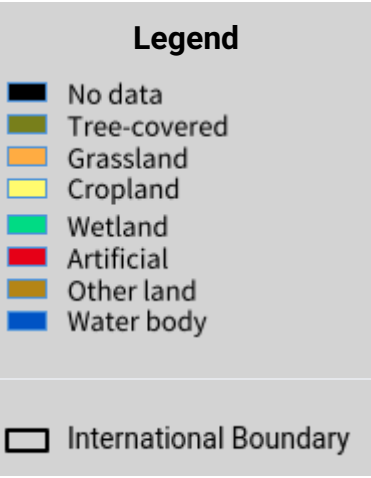 Legend
No data
Tree-covered
Grassland
Cropland
Wetland
Artificial
Other land
Water body
International Boundary